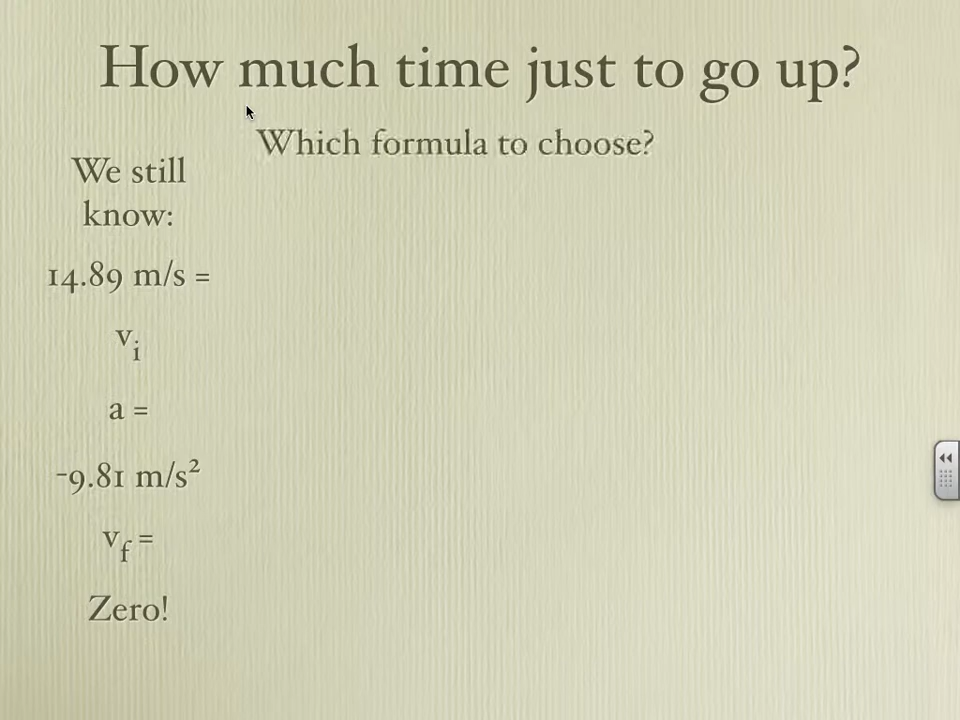 How much time just to go up?
Which formula to choose?
We still
know:
14.89 m/s =
vᵢ
a =
-9.81 m/s²
v_f =
Zero!